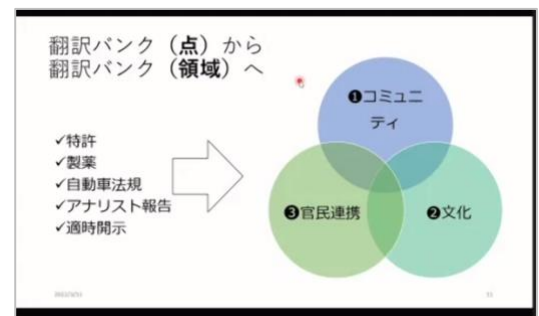 翻訳バンク（点）から
翻訳バンク（領域）へ
✓特許
✓製薬
✓自動車法規
✓アナリスト報告
✓適時開示
❶コミュニ
ティ
❸官民連携
❷文化